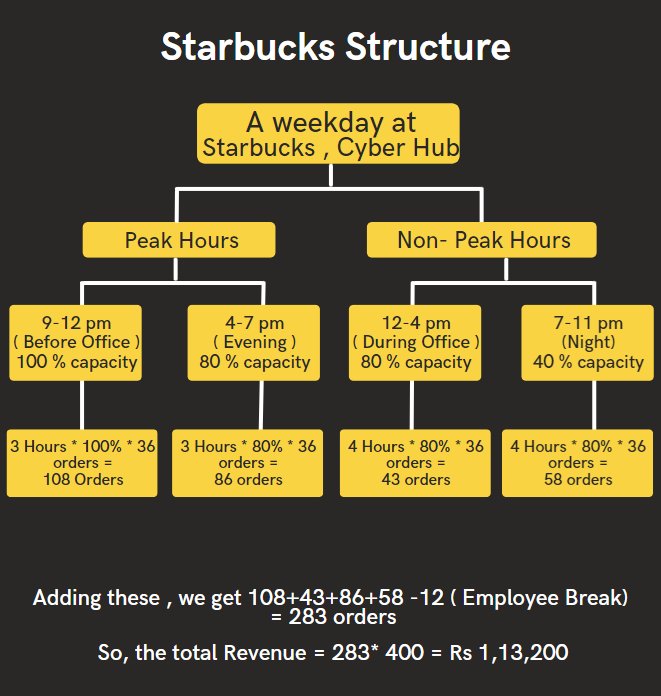 Starbucks Structure
A weekday at
Starbucks , Cyber Hub
Peak Hours
Non- Peak Hours
9-12 pm
( Before Office )
100 % capacity
4-7 pm
( Evening )
80 % capacity
12-4 pm
( During Office )
80 % capacity
7-11 pm
(Night)
40 % capacity
3 Hours * 100% * 36
orders =
108 Orders
3 Hours * 80% * 36
orders =
86 orders
4 Hours * 80% * 36
orders =
43 orders
4 Hours * 80% * 36
orders =
58 orders
Adding these , we get 108+43+86+58 -12 ( Employee Break)
= 283 orders
So, the total Revenue = 283* 400 = Rs 1,13,200